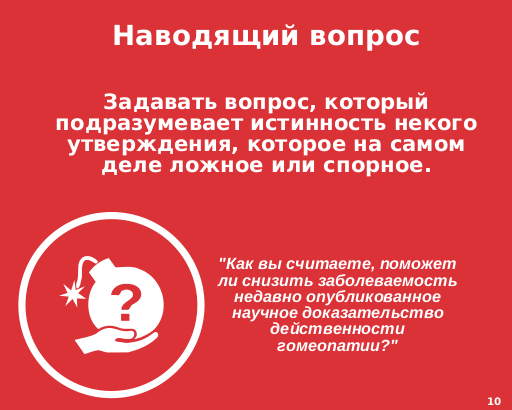 Наводящий вопрос
Задавать вопрос, который
подразумевает истинность некого
утверждения, которое на самом
деле ложное или спорное.
?
"Как вы считаете, поможет
ли снизить заболеваемость
недавно опубликованное
научное доказательство
действенности
гомеопатии?"
10